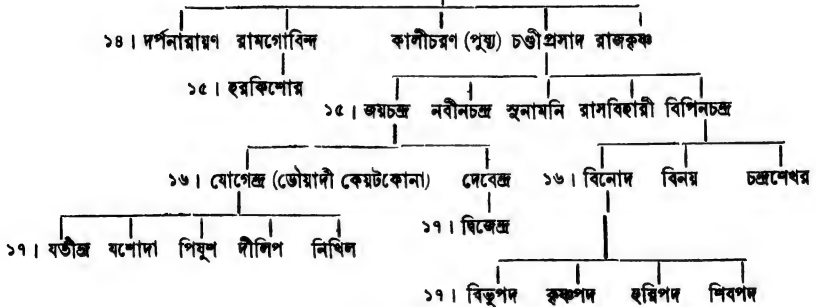 ১৪। দর্পনারায়ণ রামগোবিন্দ কালীচরণ (পুষ্য) চণ্ডীপ্রসাদ রাজকৃষ্ণ
১৫। হরকিশোর
১৫। জয়চন্দ্র নবীনচন্দ্র সুনামনি রাসবিহারী বিপিনচন্দ্র
১৬। যোগেন্দ্র (ভৌয়াদী কেয়টকোনা) দেবেন্দ্র ১৬। বিনোদ বিনয় চন্দ্রশেখর
১৭। দ্বিজেন্দ্র
১৭। যতীন্দ্র যশোদা পিযুশ দীলিপ নিখিল
১৭। বিভূপদ কৃষ্ণপদ হরিপদ শিবপদ